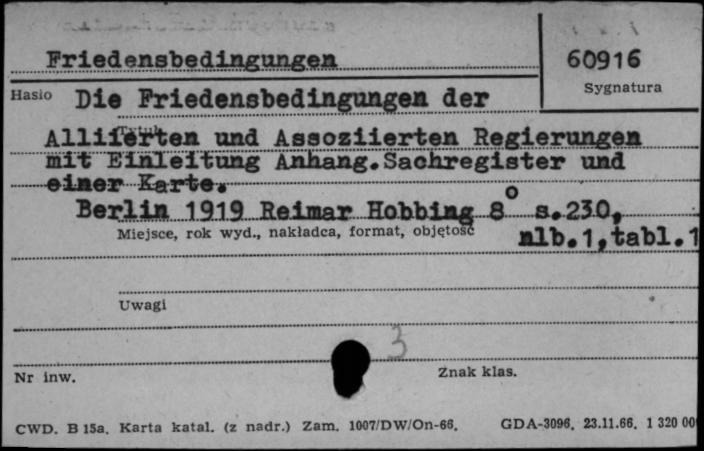 Friedensbedingungen
60916
Sygnatura
Hasło Die Friedensbedingungen der
Alliierten und Assoziierten Regierungen
mit Einleitung Anhang.Sachregister und
einer Karte.
Berlin 1919 Reimar Hobbing 8° s.230,
Miejsce, rok wyd., nakładca, format, objętość
nlb.1,tabl.1
Uwagi
3
Nr inw.
Znak klas.
CWD. B 15a. Karta katal. (z nadr.) Zam. 1007/DW/On-66.
GDA-3096. 23.11.66. 1 320 00